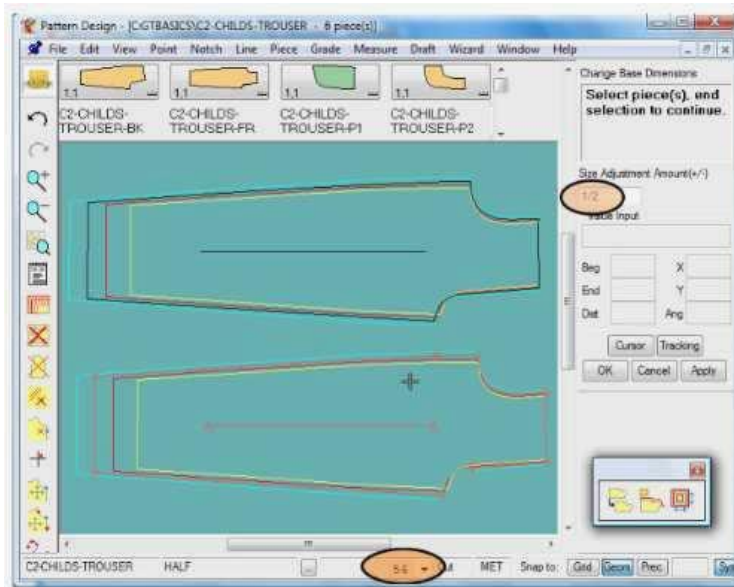 Pattern Design - [C:\GTBASICS\C2-CHILDS-TROUSER - 6 piece(s)]
File Edit View Point Notch Line Piece Grade Measure Draft Wizard Window Help
1.1 1.1 1.1 1.1
C2-CHILDS-TROUSER-BK
C2-CHILDS-TROUSER-FR
C2-CHILDS-TROUSER-P1
C2-CHILDS-TROUSER-P2
Change Base Dimensions
Select piece(s), end
selection to continue.
Size Adjustment Amount(+/-)
1/2
Value Input
Beg X
End Y
Dist Ang
Cursor Tracking
OK Cancel Apply
C2-CHILDS-TROUSER HALF MET Snap to: Grid Geom Prec